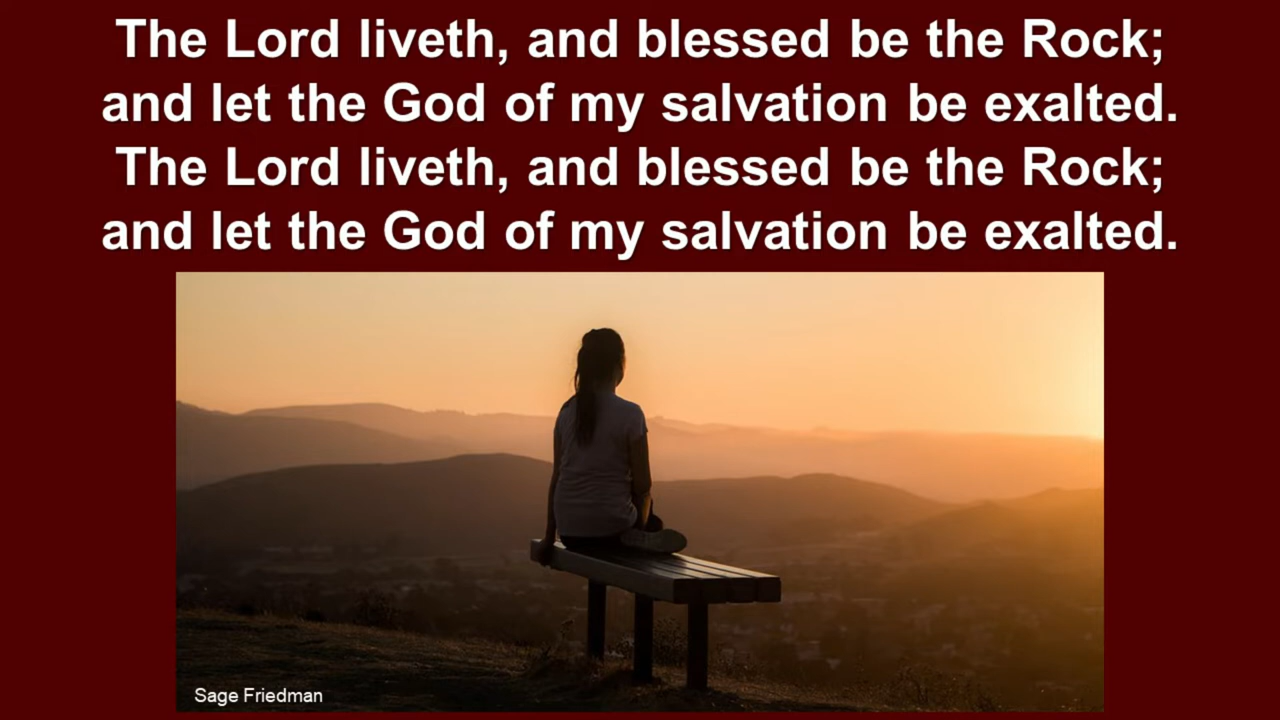 The Lord liveth, and blessed be the Rock;
and let the God of my salvation be exalted.
The Lord liveth, and blessed be the Rock;
and let the God of my salvation be exalted.
Sage Friedman